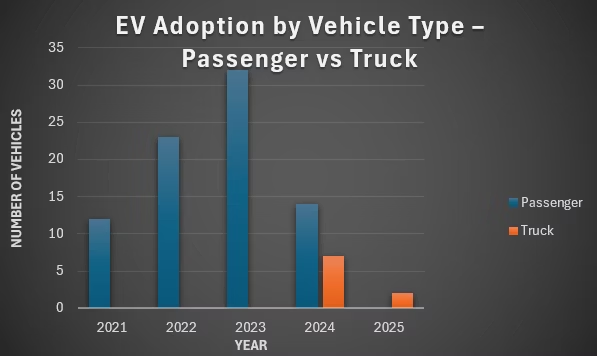 EV Adoption by Vehicle Type –
Passenger vs Truck
35
30
25
20
15
10
5
0
NUMBER OF VEHICLES
2021 2022 2023 2024 2025
YEAR
Passenger
Truck